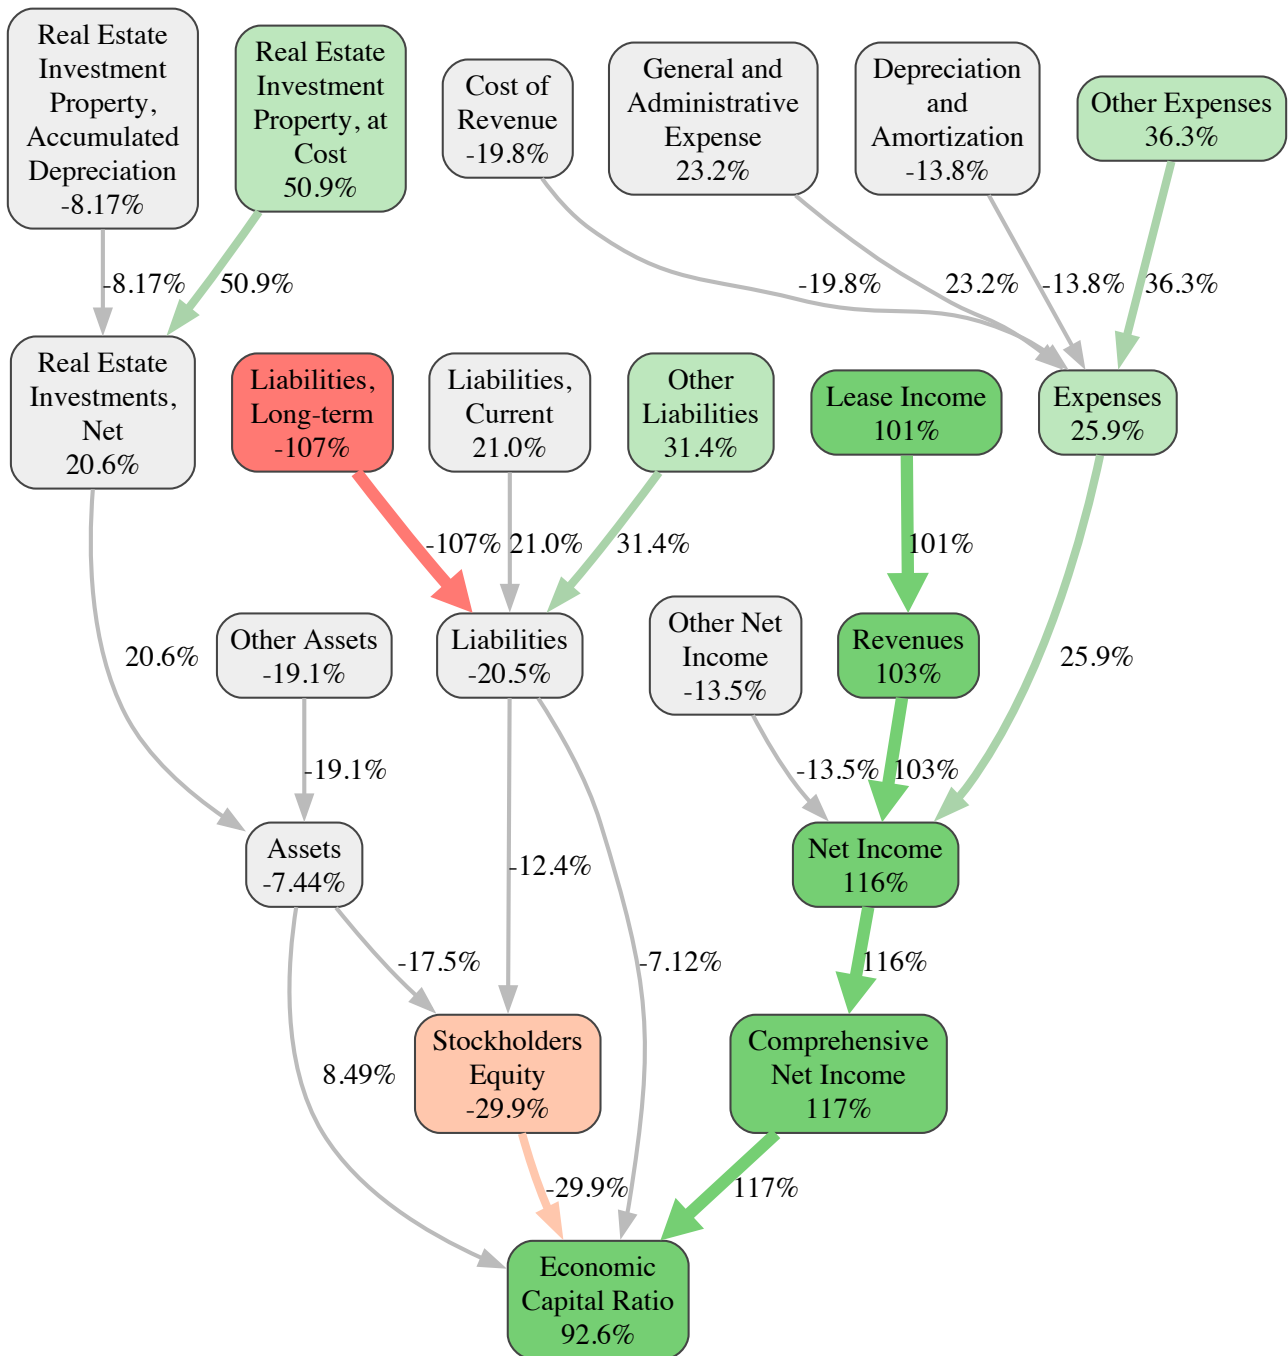 Real Estate
Investment
Property,
Accumulated
Depreciation
-8.17%
Real Estate
Investment
Property, at
Cost
50.9%
Cost of
Revenue
-19.8%
General and
Administrative
Expense
23.2%
Depreciation
and
Amortization
-13.8%
Other Expenses
36.3%
-8.17%
50.9%
-19.8%
23.2%
-13.8%
36.3%
Real Estate
Investments,
Net
20.6%
Liabilities,
Long-term
-107%
Liabilities,
Current
21.0%
Other
Liabilities
31.4%
Lease Income
101%
Expenses
25.9%
-107%
21.0%
31.4%
101%
20.6%
Other Assets
-19.1%
Liabilities
-20.5%
Other Net
Income
-13.5%
Revenues
103%
25.9%
-19.1%
-13.5%
103%
Assets
-7.44%
-12.4%
Net Income
116%
-17.5%
-7.12%
116%
8.49%
Stockholders
Equity
-29.9%
Comprehensive
Net Income
117%
-29.9%
117%
Economic
Capital Ratio
92.6%